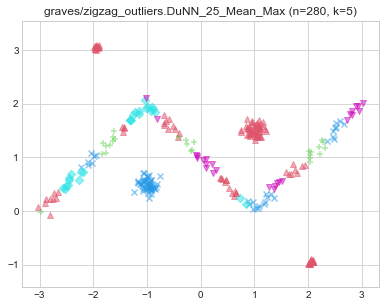 graves/zigzag_outliers.DuNN_25_Mean_Max (n=280, k=5)
3
2
1
0
−1
−3 −2 −1 0 1 2 3